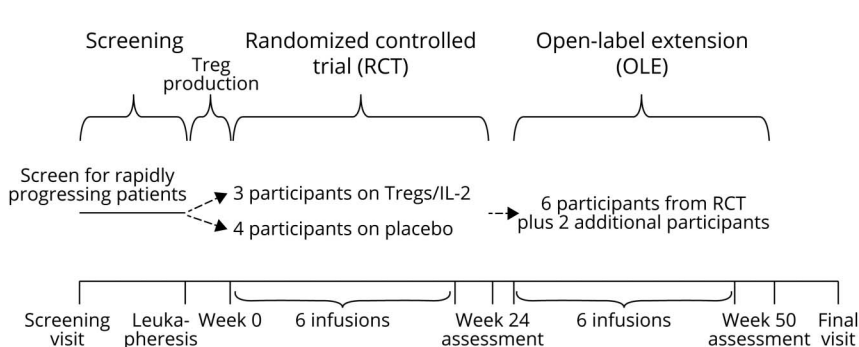 Screening
Treg
production
Randomized controlled
trial (RCT)
Open-label extension
(OLE)
Screen for rapidly
progressing patients
3 participants on Tregs/IL-2
4 participants on placebo
6 participants from RCT
plus 2 additional participants
Screening
visit
Leuka-
pheresis
Week 0
6 infusions
Week 24
assessment
6 infusions
Week 50
assessment
Final
visit